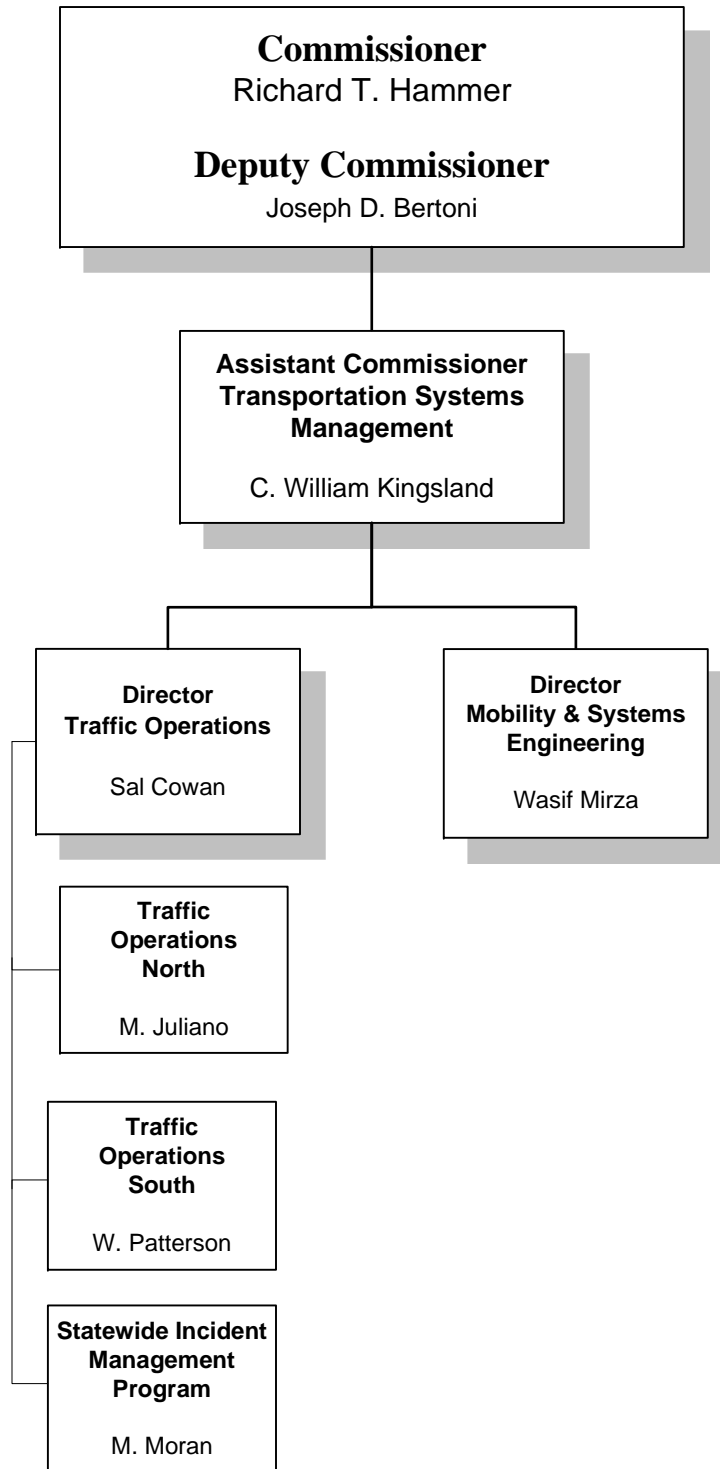 Commissioner
Richard T. Hammer
Deputy Commissioner
Joseph D. Bertoni
Assistant Commissioner
Transportation Systems
Management
C. William Kingsland
Director
Traffic Operations
Sal Cowan
Director
Mobility & Systems
Engineering
Wasif Mirza
Traffic
Operations
North
M. Juliano
Traffic
Operations
South
W. Patterson
Statewide Incident
Management
Program
M. Moran